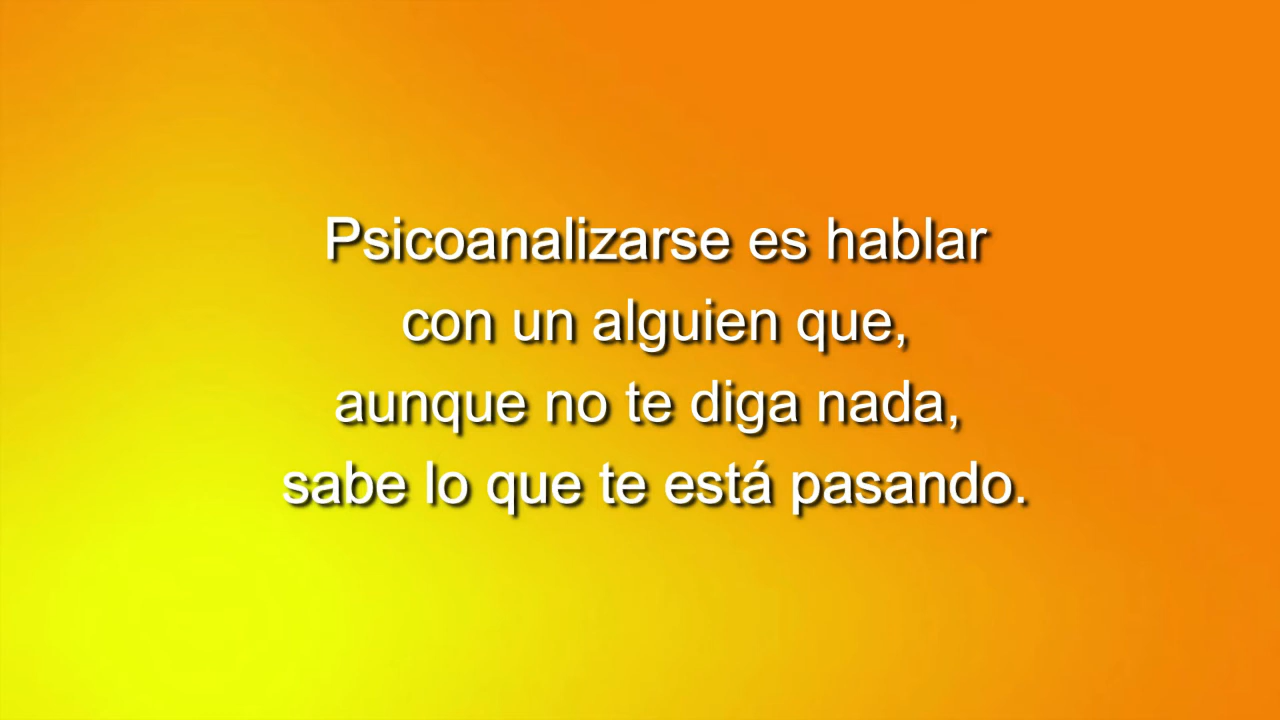 Psicoanalizarse es hablar
con un alguien que,
aunque no te diga nada,
sabe lo que te está pasando.